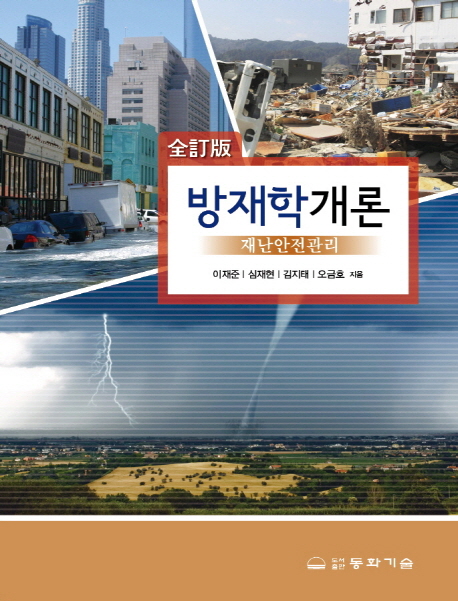 全訂版
방재학개론
재난안전관리
이재준 | 심재현 | 김지태 | 오금호 지음
도서출판 동화기술